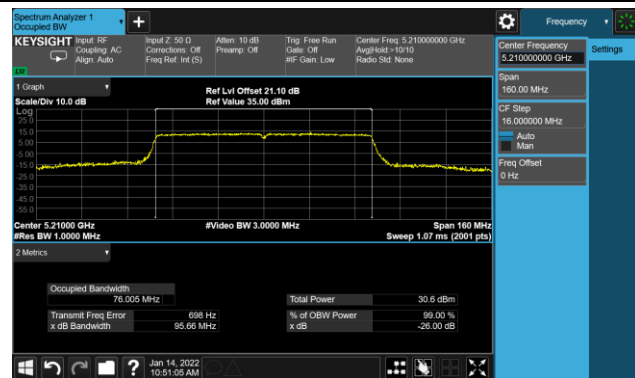 Spectrum Analyzer 1
Occupied BW
+
Frequency
KEYSIGHT
Input: RF
Coupling: AC
Align: Auto
Input Z: 50 Ω
Corrections: Off
Freq Ref: Int (S)
Atten: 10 dB
Preamp: Off
Trig: Free Run
Gate: Off
#IF Gain: Low
Center Freq: 5.210000000 GHz
Avg|Hold:>10/10
Radio Std: None
LW
Center Frequency
5.210000000 GHz
Settings
Span
160.00 MHz
CF Step
16.000000 MHz
Auto
Man
Freq Offset
0 Hz
1 Graph
Scale/Div 10.0 dB
Ref Lvl Offset 21.10 dB
Ref Value 35.00 dBm
Log
25.0
15.0
5.00
-5.00
-15.0
-25.0
-35.0
-45.0
-55.0
Center 5.21000 GHz
#Res BW 1.0000 MHz
#Video BW 3.0000 MHz
Span 160 MHz
Sweep 1.07 ms (2001 pts)
2 Metrics
Occupied Bandwidth
76.005 MHz
Total Power 30.6 dBm
Transmit Freq Error 698 Hz
% of OBW Power 99.00 %
x dB Bandwidth 95.66 MHz
x dB -26.00 dB
?
Jan 14, 2022
10:51:05 AM